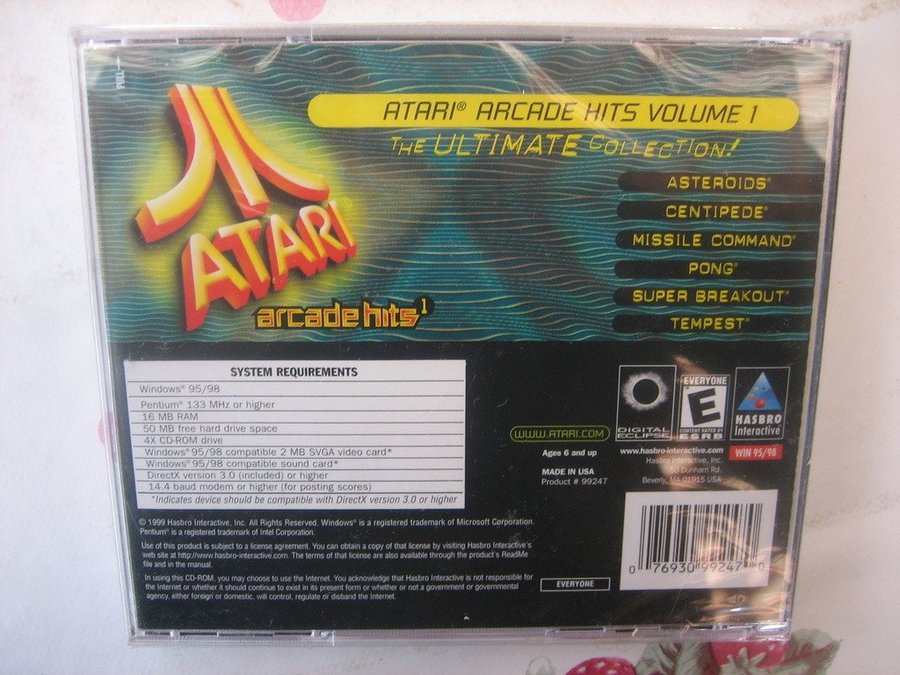 PULL→
ATARI® ARCADE HITS VOLUME 1
THE ULTIMATE COLLECTION!
ATARI
arcade hits 1
ASTEROIDS®
CENTIPEDE®
MISSILE COMMAND®
PONG®
SUPER BREAKOUT®
TEMPEST®
SYSTEM REQUIREMENTS
Windows® 95/98
Pentium® 133 MHz or higher
16 MB RAM
50 MB free hard drive space
4X CD-ROM drive
Windows® 95/98 compatible 2 MB SVGA video card*
Windows® 95/98 compatible sound card*
DirectX version 3.0 (included) or higher
14.4 baud modem or higher (for posting scores)
*Indicates device should be compatible with DirectX version 3.0 or higher
WWW.ATARI.COM
Ages 6 and up
MADE IN USA
Product # 99247
DIGITAL
ECLIPSE
EVERYONE
E
CONTENT RATED BY
ESRB
HASBRO
Interactive™
www.hasbro-interactive.com
Hasbro Interactive, Inc.
50 Dunham Rd.
Beverly, MA 01915 USA
WIN 95/98
© 1999 Hasbro Interactive, Inc. All Rights Reserved. Windows® is a registered trademark of Microsoft Corporation.
Pentium® is a registered trademark of Intel Corporation.
Use of this product is subject to a license agreement. You can obtain a copy of that license by visiting Hasbro Interactive's
web site at http://www.hasbro-interactive.com. The terms of that license are also available through the product's ReadMe
file and in the manual.
In using this CD-ROM, you may choose to use the Internet. You acknowledge that Hasbro Interactive is not responsible for
the Internet or whether it should continue to exist in its present form or whether or not a government or governmental
agency, either foreign or domestic, will control, regulate or disband the Internet.
EVERYONE
0 76930 99247 0